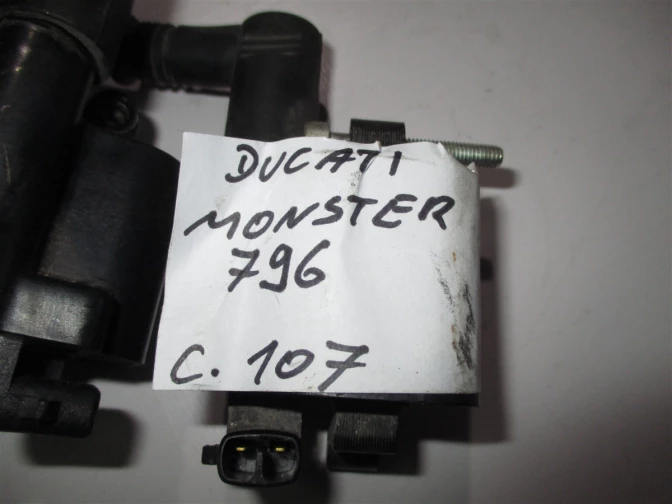 DUCATI
MONSTER
796
C. 107